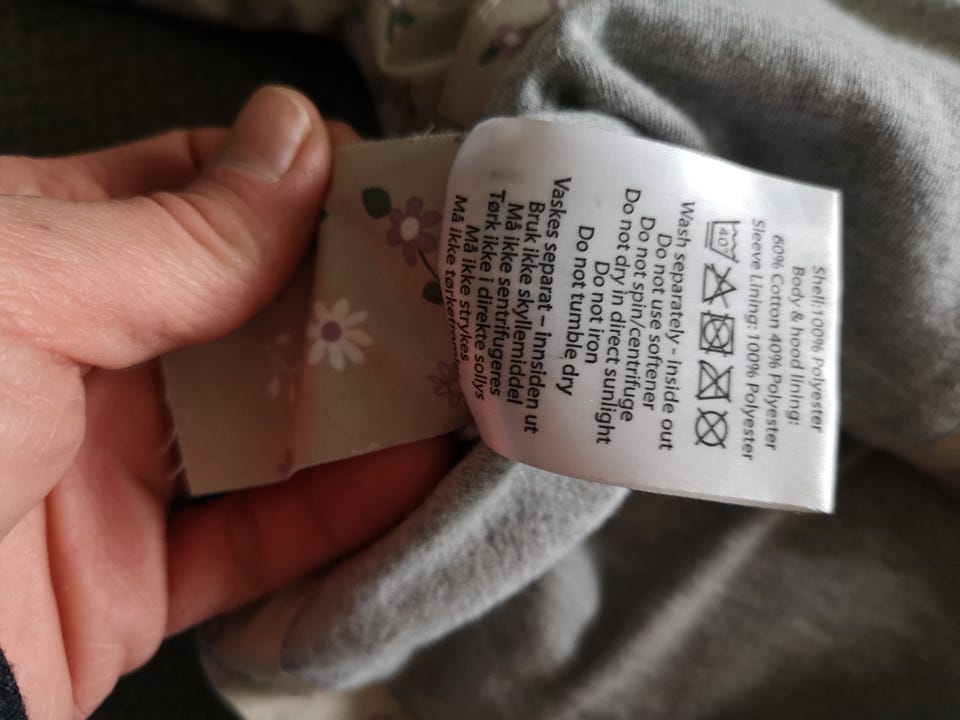 Shell:100% Polyester
Body & hood lining:
60% Cotton 40% Polyester
Sleeve Lining: 100% Polyester
40°
Wash separately - inside out
Do not use softener
Do not spin/centrifuge
Do not dry in direct sunlight
Do not iron
Do not tumble dry
Vaskes separat – Innsiden ut
Bruk ikke skyllemiddel
Må ikke sentrifugeres
Tørk ikke i direkte sollys
Må ikke strykes
Må ikke